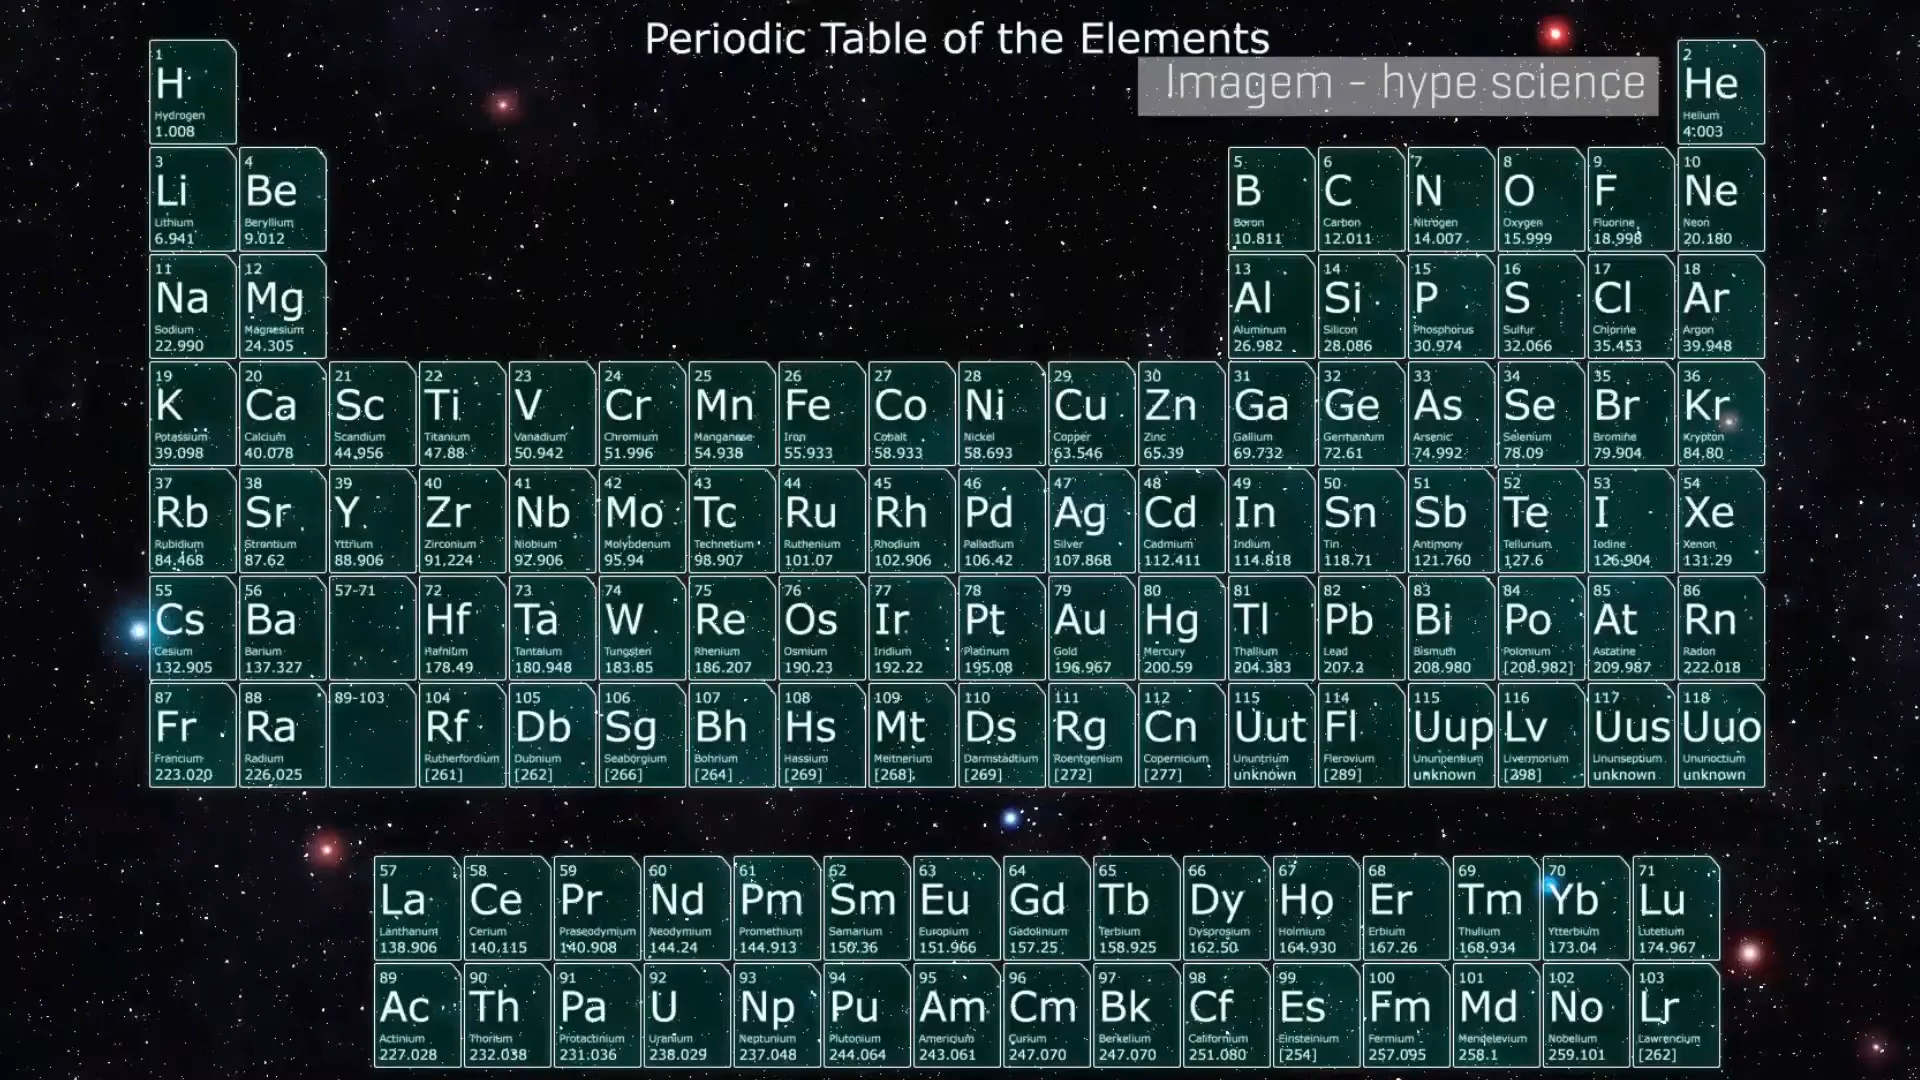 Periodic Table of the Elements
Imagem - hype science
1 2
H He
Hydrogen Helium
1.008 4.003
3 4 5 6 7 8 9 10
Li Be B C N O F Ne
Lithium Beryllium Boron Carbon Nitrogen Oxygen Fluorine Neon
6.941 9.012 10.811 12.011 14.007 15.999 18.998 20.180
11 12 13 14 15 16 17 18
Na Mg Al Si P S Cl Ar
Sodium Magnesium Aluminum Silicon Phosphorus Sulfur Chlorine Argon
22.990 24.305 26.982 28.086 30.974 32.066 35.453 39.948
19 20 21 22 23 24 25 26 27 28 29 30 31 32 33 34 35 36
K Ca Sc Ti V Cr Mn Fe Co Ni Cu Zn Ga Ge As Se Br Kr
Potassium Calcium Scandium Titanium Vanadium Chromium Manganese Iron Cobalt Nickel Copper Zinc Gallium Germanium Arsenic Selenium Bromine Krypton
39.098 40.078 44.956 47.88 50.942 51.996 54.938 55.933 58.933 58.693 63.546 65.39 69.732 72.61 74.992 78.09 79.904 84.80
37 38 39 40 41 42 43 44 45 46 47 48 49 50 51 52 53 54
Rb Sr Y Zr Nb Mo Tc Ru Rh Pd Ag Cd In Sn Sb Te I Xe
Rubidium Strontium Yttrium Zirconium Niobium Molybdenum Technetium Ruthenium Rhodium Palladium Silver Cadmium Indium Tin Antimony Tellurium Iodine Xenon
84.468 87.62 88.906 91.224 92.906 95.94 98.907 101.07 102.906 106.42 107.868 112.411 114.818 118.71 121.760 127.6 126.904 131.29
55 56 57-71 72 73 74 75 76 77 78 79 80 81 82 83 84 85 86
Cs Ba Hf Ta W Re Os Ir Pt Au Hg Tl Pb Bi Po At Rn
Cesium Barium Hafnium Tantalum Tungsten Rhenium Osmium Iridium Platinum Gold Mercury Thallium Lead Bismuth Polonium Astatine Radon
132.905 137.327 178.49 180.948 183.85 186.207 190.23 192.22 195.08 196.967 200.59 204.383 207.2 208.980 [208.982] 209.987 222.018
87 88 89-103 104 105 106 107 108 109 110 111 112 115 114 115 116 117 118
Fr Ra Rf Db Sg Bh Hs Mt Ds Rg Cn Uut Fl Uup Lv Uus Uuo
Francium Radium Rutherfordium Dubnium Seaborgium Bohrium Hassium Meitnerium Darmstadtium Roentgenium Copernicium Ununtrium Flerovium Ununpentium Livermorium Ununseptium Ununoctium
223.020 226.025 [261] [262] [266] [264] [269] [268] [269] [272] [277] unknown [289] unknown [298] unknown unknown
57 58 59 60 61 62 63 64 65 66 67 68 69 70 71
La Ce Pr Nd Pm Sm Eu Gd Tb Dy Ho Er Tm Yb Lu
Lanthanum Cerium Praseodymium Neodymium Promethium Samarium Europium Gadolinium Terbium Dysprosium Holmium Erbium Thulium Ytterbium Lutetium
138.906 140.115 140.908 144.24 144.913 150.36 151.966 157.25 158.925 162.50 164.930 167.26 168.934 173.04 174.967
89 90 91 92 93 94 95 96 97 98 99 100 101 102 103
Ac Th Pa U Np Pu Am Cm Bk Cf Es Fm Md No Lr
Actinium Thorium Protactinium Uranium Neptunium Plutonium Americium Curium Berkelium Californium Einsteinium Fermium Mendelevium Nobelium Lawrencium
227.028 232.038 231.036 238.029 237.048 244.064 243.061 247.070 247.070 251.080 [254] 257.095 258.1 259.101 [262]